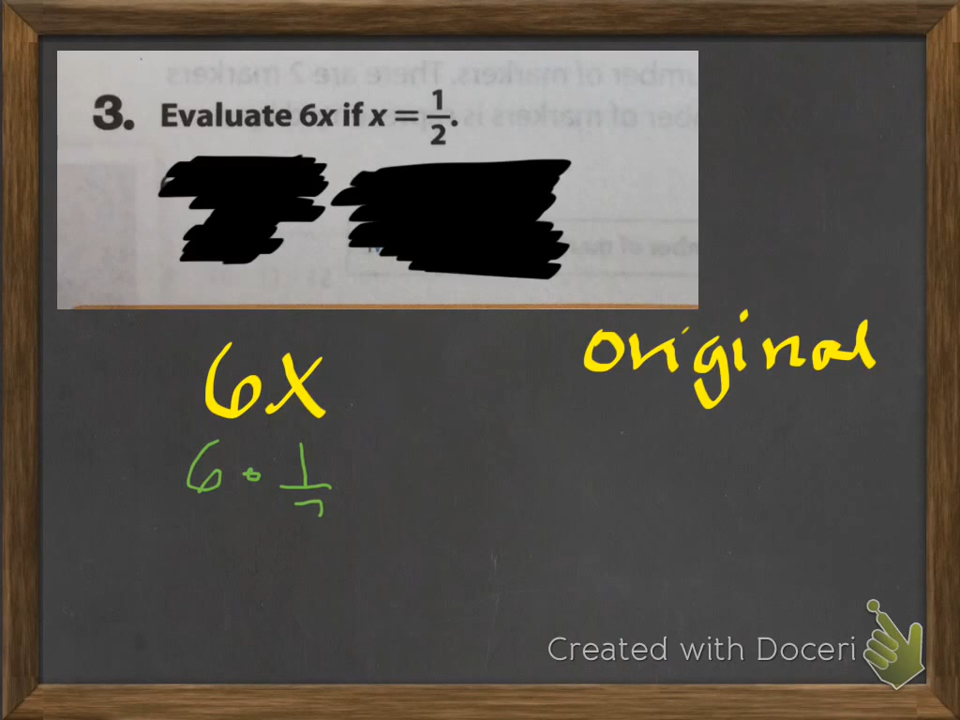 3. Evaluate 6x if x = 1/2.
6x
original
6 · 1/2
Created with Doceri